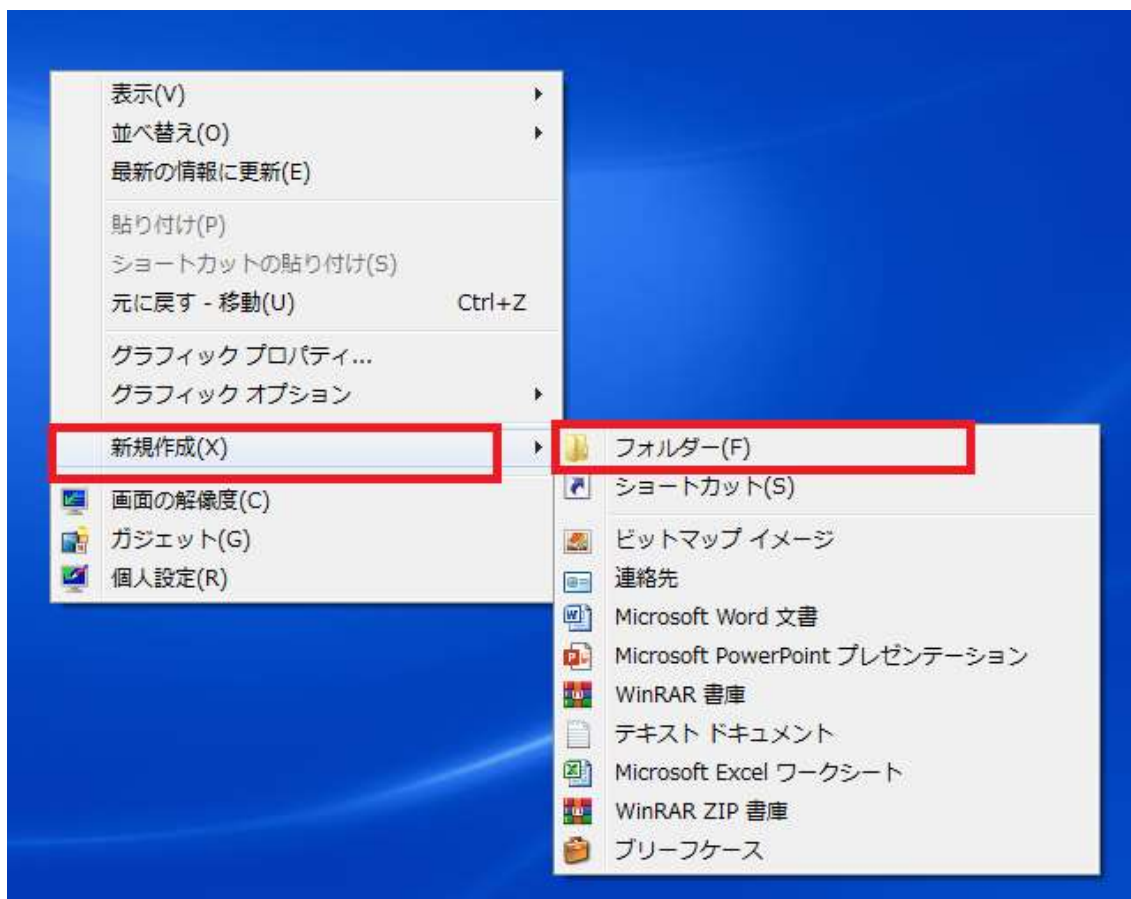 表示(V)
並べ替え(O)
最新の情報に更新(E)
貼り付け(P)
ショートカットの貼り付け(S)
元に戻す - 移動(U) Ctrl+Z
グラフィック プロパティ...
グラフィック オプション
新規作成(X)
画面の解像度(C)
ガジェット(G)
個人設定(R)
フォルダー(F)
ショートカット(S)
ビットマップ イメージ
連絡先
Microsoft Word 文書
Microsoft PowerPoint プレゼンテーション
WinRAR 書庫
テキスト ドキュメント
Microsoft Excel ワークシート
WinRAR ZIP 書庫
ブリーフケース